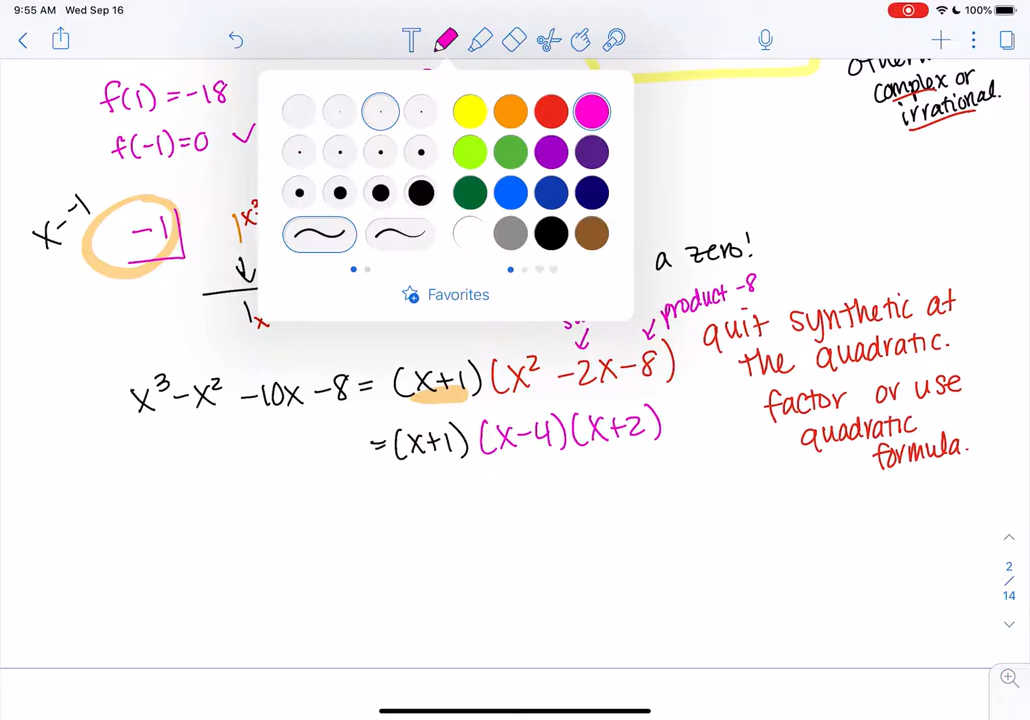 9:55 AM Wed Sep 16
100%
complex or
irrational.
f(1) = -18
f(-1)=0 ✓
x - -1
-1
1x³
1x
Favorites
a zero!
product -8
x³-x² -10x -8 = (x+1)(x² -2x-8)
=(x+1)(x-4)(x+2)
quit synthetic at
the quadratic.
factor or use
quadratic
formula.
2
/
14